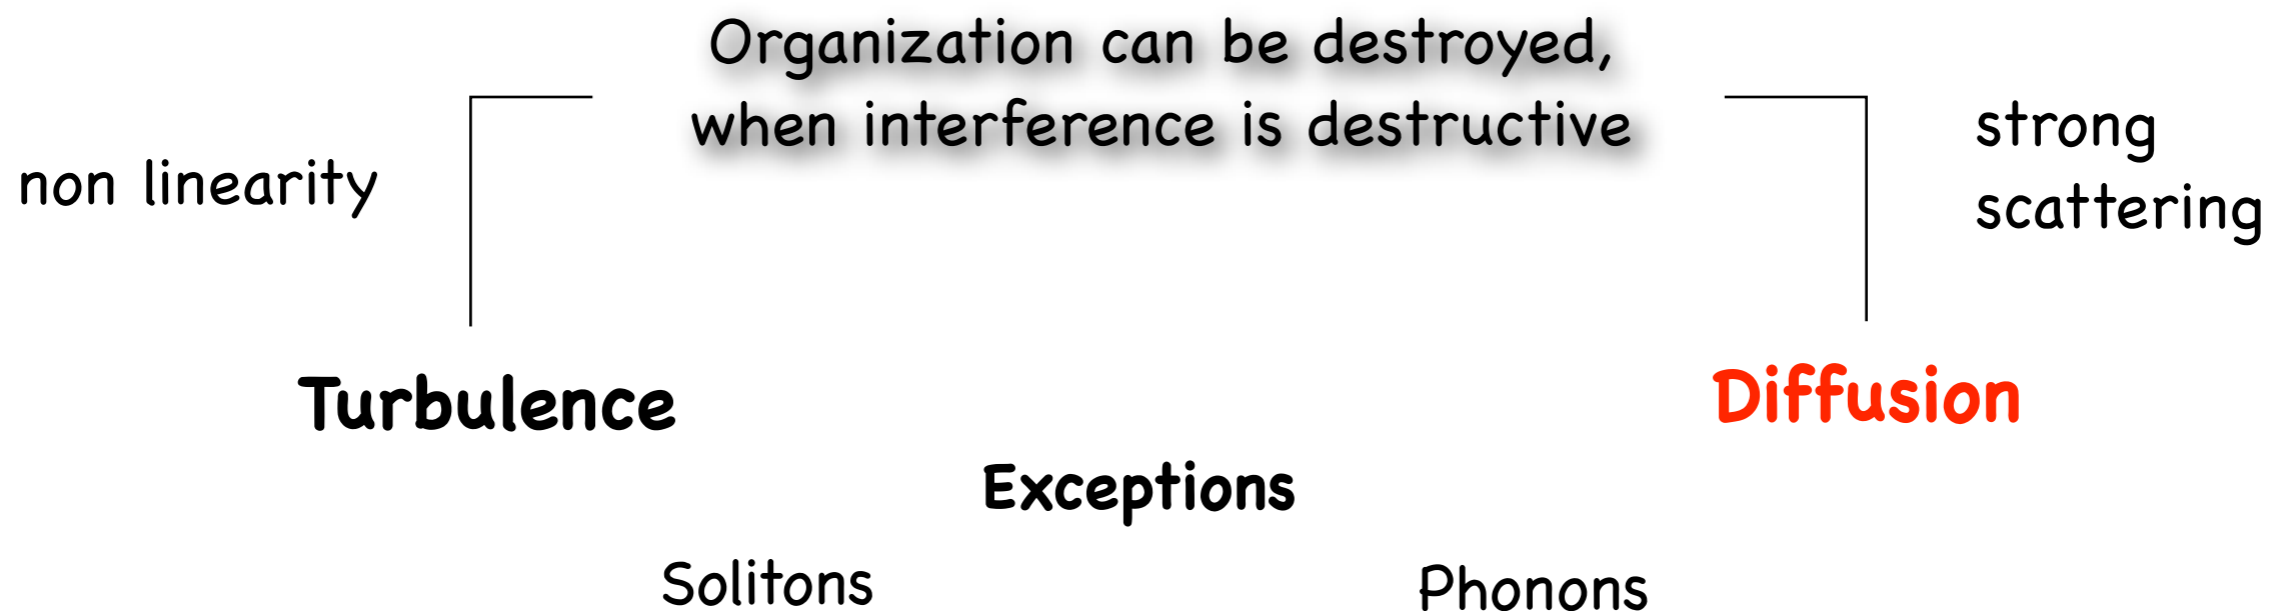 Organization can be destroyed,
when interference is destructive
non linearity
strong
scattering
Turbulence
Diffusion
Exceptions
Solitons
Phonons